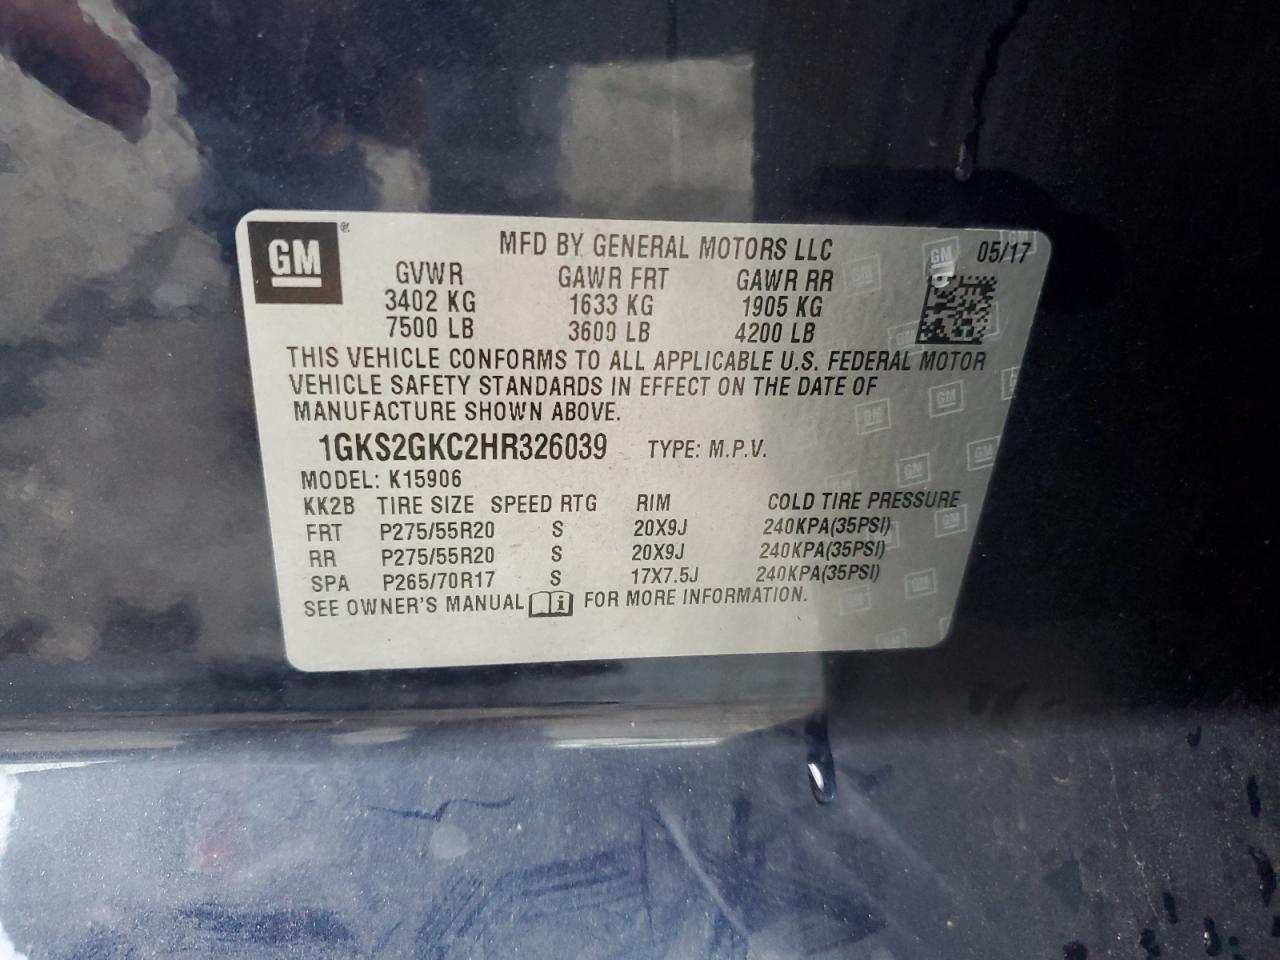 GM ® MFD BY GENERAL MOTORS LLC 05/17
GVWR GAWR FRT GAWR RR
3402 KG 1633 KG 1905 KG
7500 LB 3600 LB 4200 LB
THIS VEHICLE CONFORMS TO ALL APPLICABLE U.S. FEDERAL MOTOR
VEHICLE SAFETY STANDARDS IN EFFECT ON THE DATE OF
MANUFACTURE SHOWN ABOVE.
1GKS2GKC2HR326039 TYPE: M.P.V.
MODEL: K15906
KK2B TIRE SIZE SPEED RTG RIM COLD TIRE PRESSURE
FRT P275/55R20 S 20X9J 240KPA(35PSI)
RR P275/55R20 S 20X9J 240KPA(35PSI)
SPA P265/70R17 S 17X7.5J 240KPA(35PSI)
SEE OWNER'S MANUAL i FOR MORE INFORMATION.